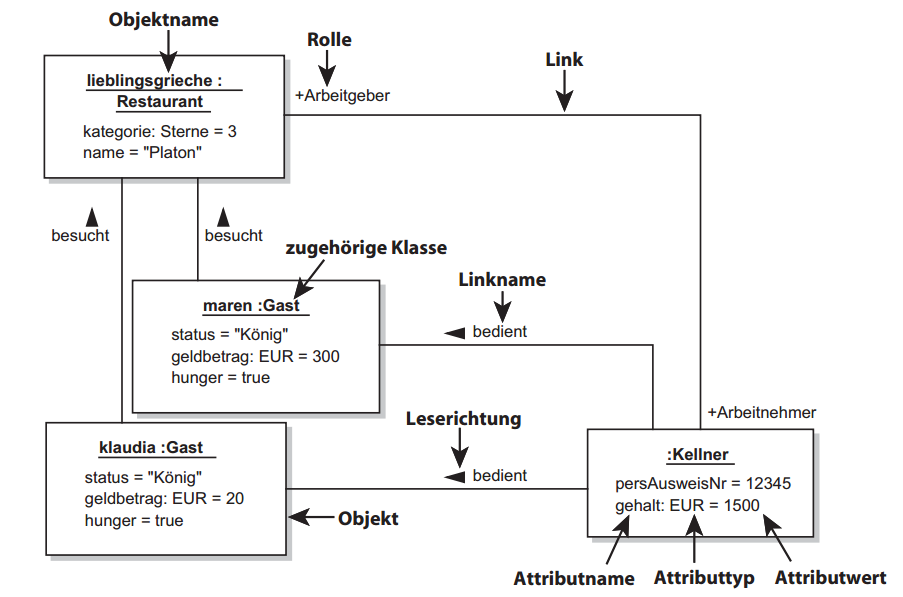 Objektname
Rolle
Link
lieblingsgrieche :
Restaurant
+Arbeitgeber
kategorie: Sterne = 3
name = "Platon"
besucht
besucht
zugehörige Klasse
Linkname
maren :Gast
bedient
status = "König"
geldbetrag: EUR = 300
hunger = true
Leserichtung
+Arbeitnehmer
klaudia :Gast
bedient
:Kellner
status = "König"
geldbetrag: EUR = 20
hunger = true
persAusweisNr = 12345
gehalt: EUR = 1500
Objekt
Attributname
Attributtyp
Attributwert